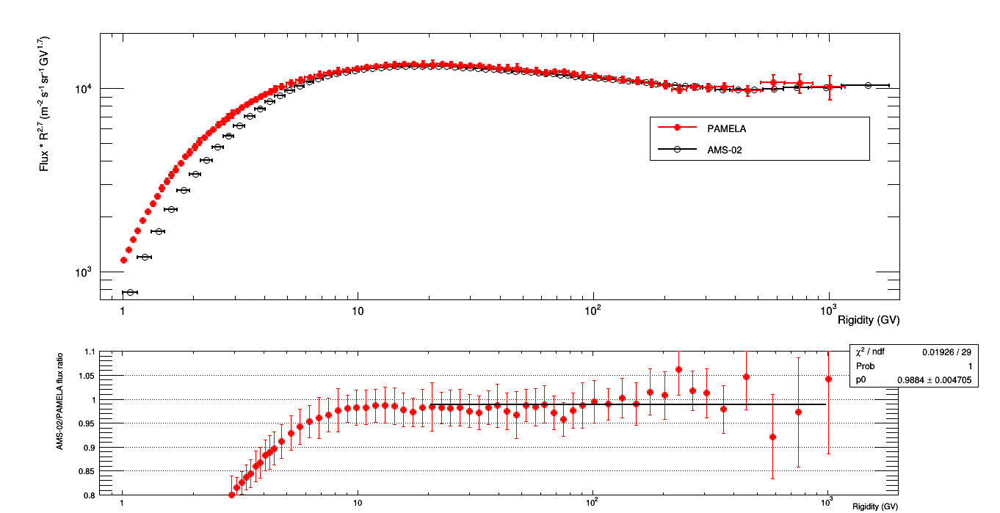 Flux * R^2.7 (m^-2 s^-1 sr^-1 GV^1.7)
10^4
10^3
PAMELA
AMS-02
1
10
10^2
10^3
Rigidity (GV)
AMS-02/PAMELA flux ratio
1.1
1.05
1
0.95
0.9
0.85
0.8
χ^2 / ndf 0.01926 / 29
Prob 1
p0 0.9884 ± 0.004705
1
10
10^2
10^3
Rigidity (GV)